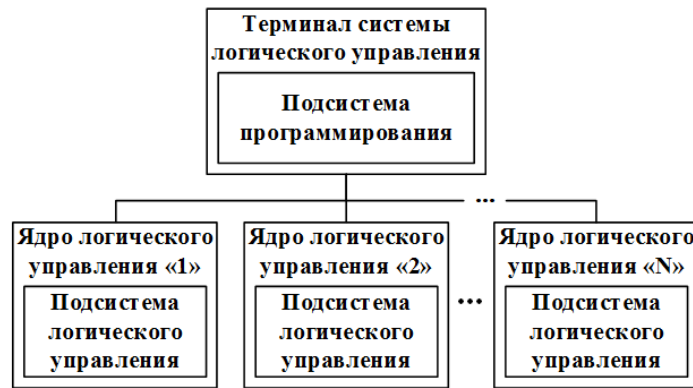 Терминал системы
логического управления
Подсистема
программирования
...
Ядро логического
управления «1»
Подсистема
логического
управления
Ядро логического
управления «2»
Подсистема
логического
управления
...
Ядро логического
управления «N»
Подсистема
логического
управления